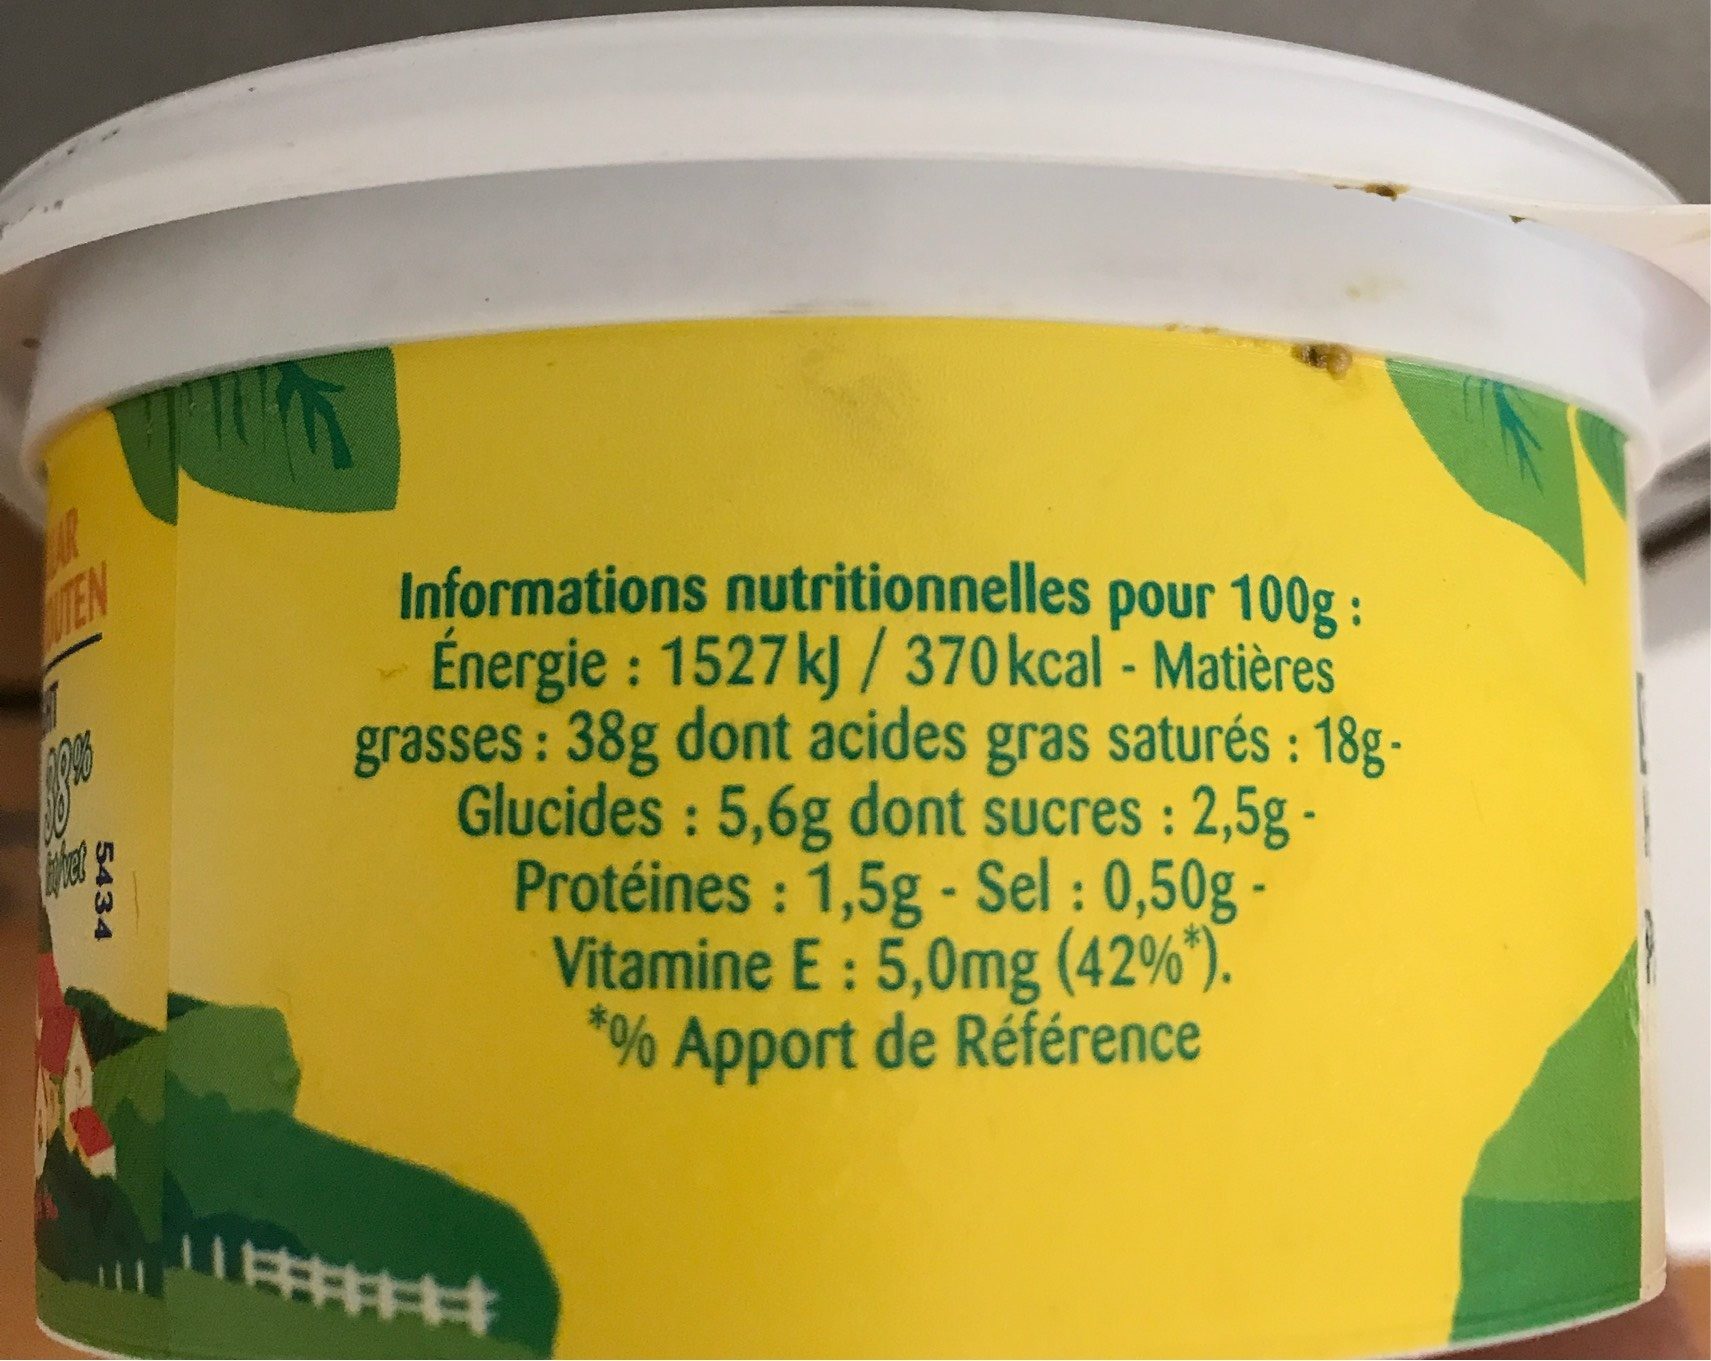 Informations nutritionnelles pour 100g :
Énergie : 1527 kJ / 370 kcal - Matières
grasses : 38g dont acides gras saturés : 18g -
Glucides : 5,6g dont sucres : 2,5g -
Protéines : 1,5g - Sel : 0,50g -
Vitamine E : 5,0mg (42%*).
*% Apport de Référence
38%
5434